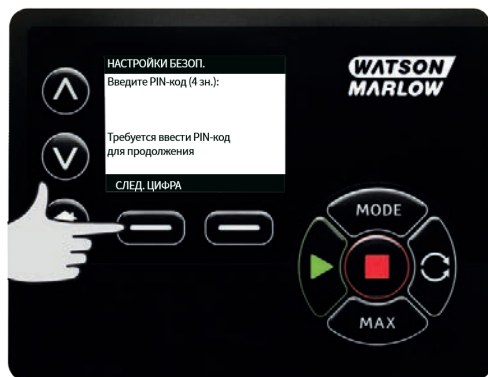 НАСТРОЙКИ БЕЗОП.
Введите PIN-код (4 зн.):
Требуется ввести PIN-код
для продолжения
СЛЕД. ЦИФРА
WATSON
MARLOW
MODE
MAX